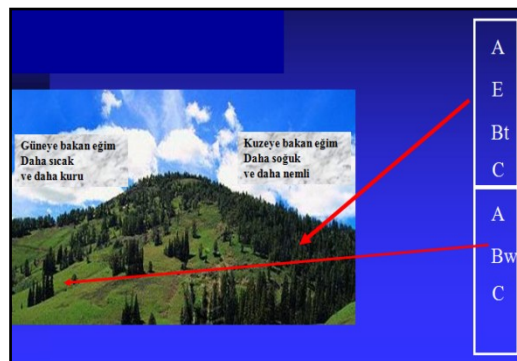 Güneye bakan eğim
Daha sıcak
ve daha kuru
Kuzeye bakan eğim
Daha soğuk
ve daha nemli
A
E
Bt
C
A
Bw
C